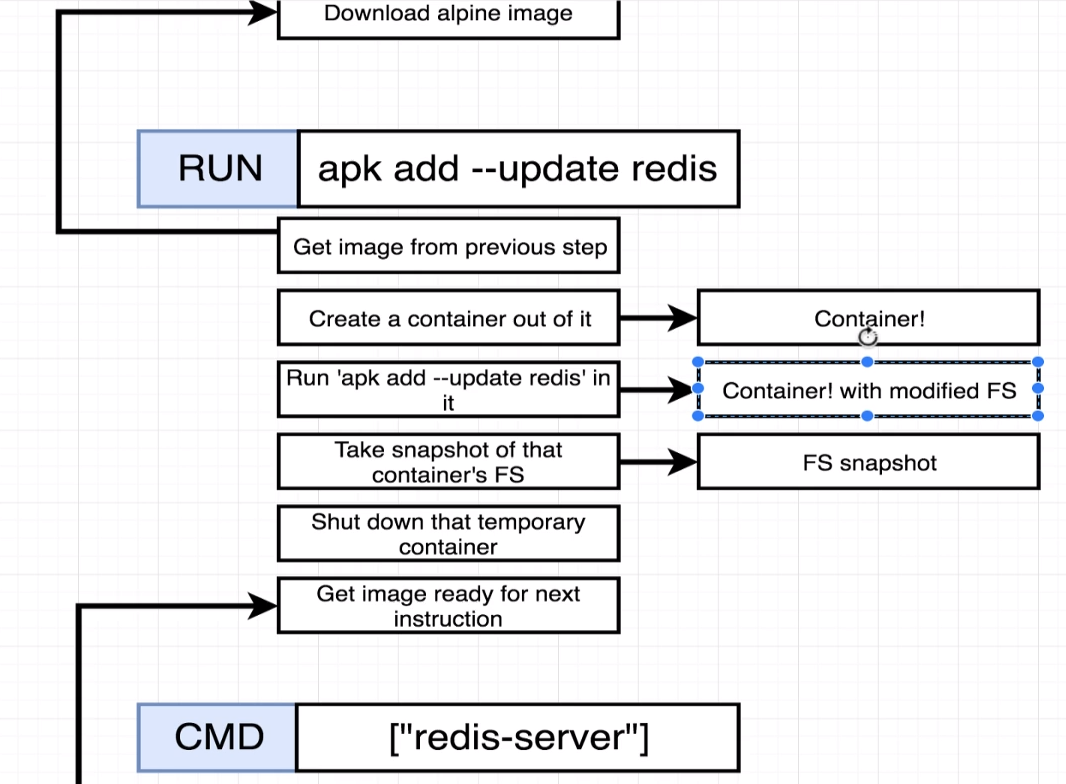 Download alpine image
RUN apk add --update redis
Get image from previous step
Create a container out of it
Container!
Run 'apk add --update redis' in
it
Container! with modified FS
Take snapshot of that
container's FS
FS snapshot
Shut down that temporary
container
Get image ready for next
instruction
CMD ["redis-server"]